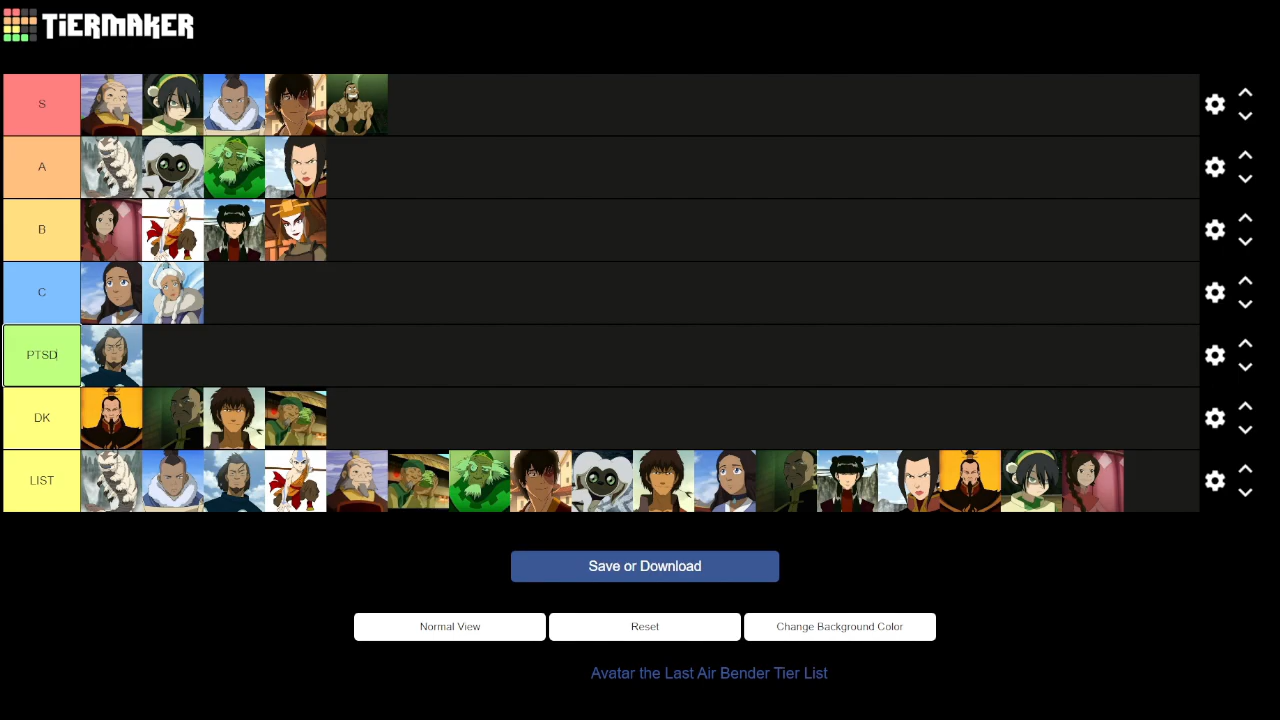 TIERMAKER
S
A
B
C
PTSD
DK
LIST
Save or Download
Normal View
Reset
Change Background Color
Avatar the Last Air Bender Tier List